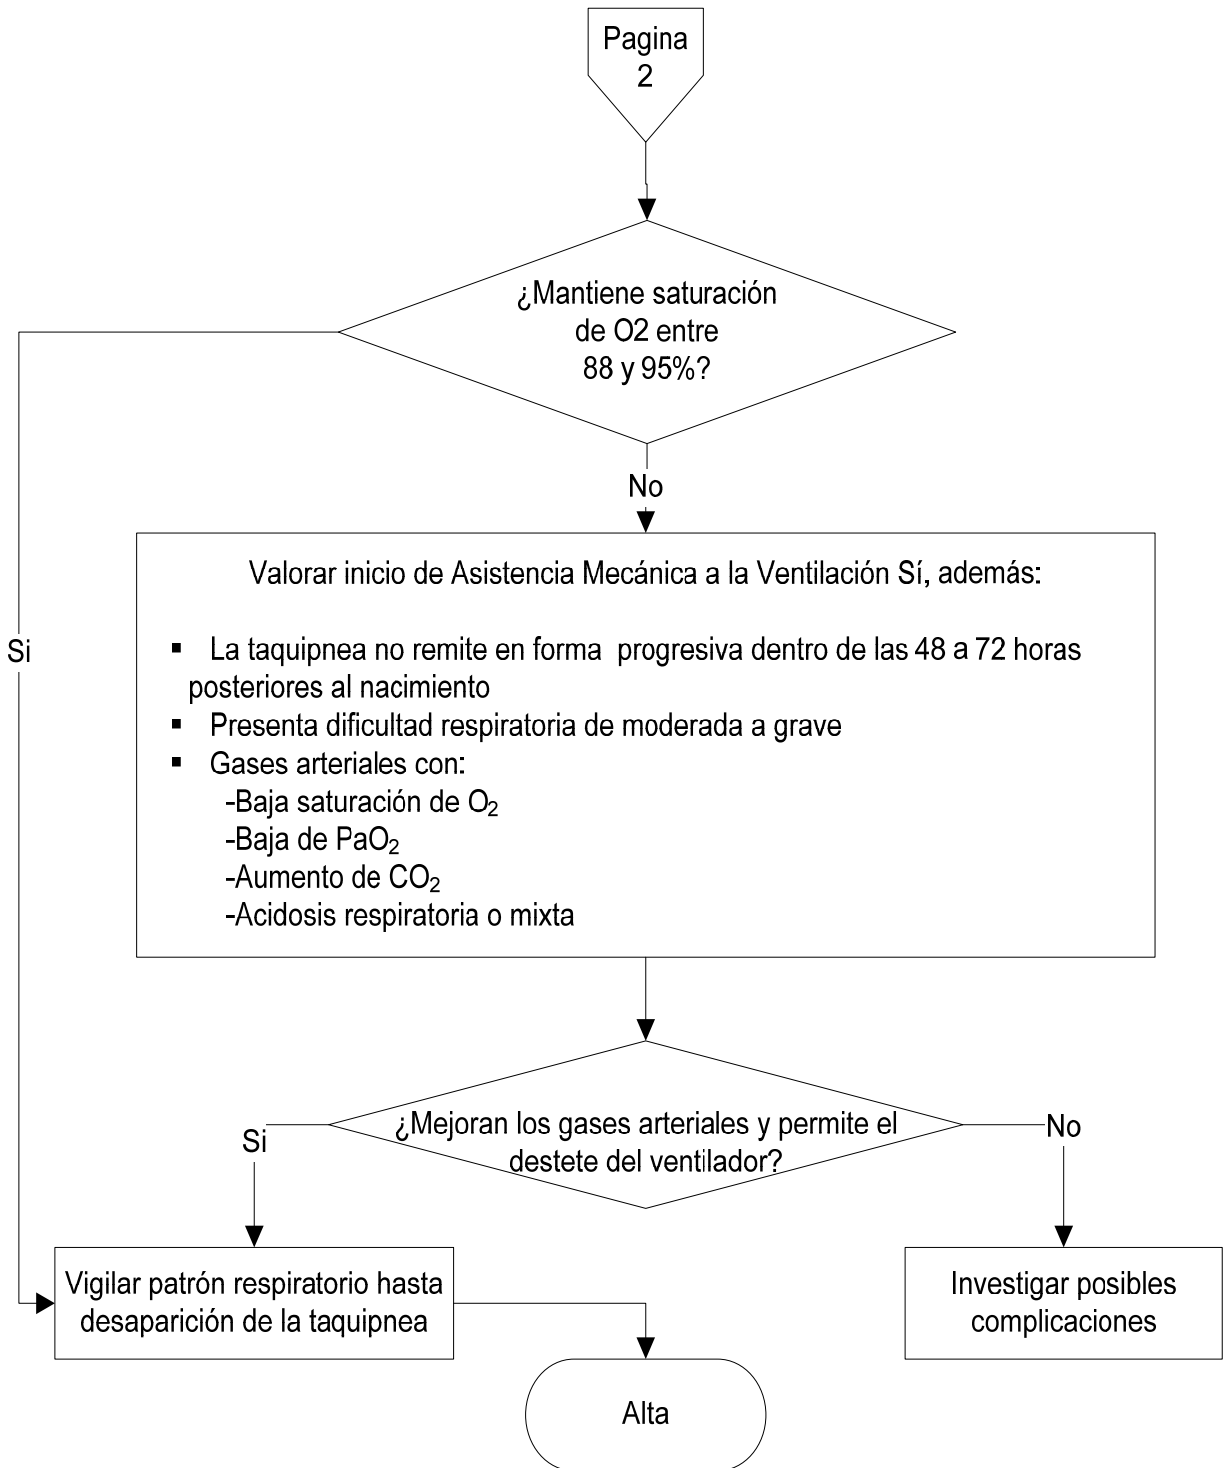 Pagina
2
¿Mantiene saturación
de O2 entre
88 y 95%?
No
Valorar inicio de Asistencia Mecánica a la Ventilación Sí, además:
Si
▪ La taquipnea no remite en forma progresiva dentro de las 48 a 72 horas
posteriores al nacimiento
▪ Presenta dificultad respiratoria de moderada a grave
▪ Gases arteriales con:
-Baja saturación de O₂
-Baja de PaO₂
-Aumento de CO₂
-Acidosis respiratoria o mixta
¿Mejoran los gases arteriales y permite el
destete del ventilador?
Si
No
Vigilar patrón respiratorio hasta
desaparición de la taquipnea
Investigar posibles
complicaciones
Alta